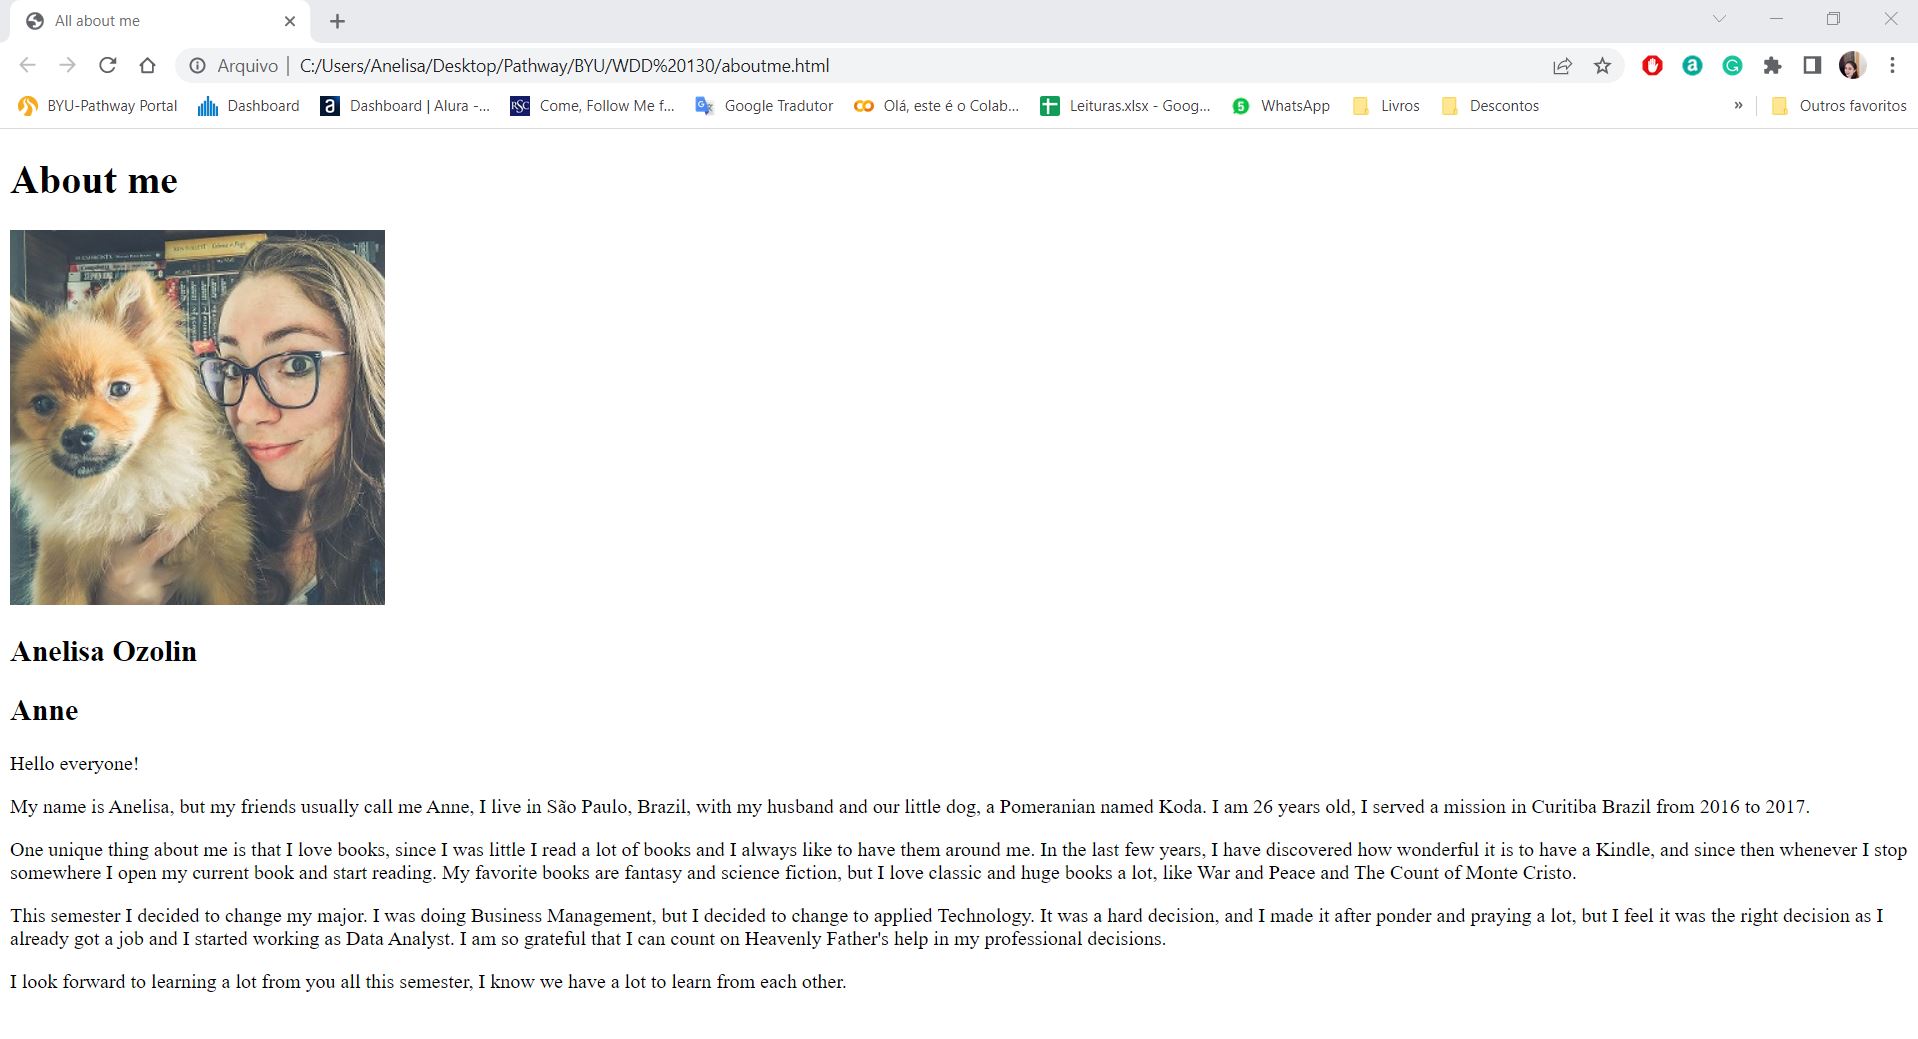 All about me
Arquivo | C:/Users/Anelisa/Desktop/Pathway/BYU/WDD%20130/aboutme.html
BYU-Pathway Portal Dashboard Dashboard | Alura -... Come, Follow Me f... Google Tradutor Olá, este é o Colab... Leituras.xlsx - Goog... WhatsApp Livros Descontos » Outros favoritos
About me
Anelisa Ozolin
Anne
Hello everyone!
My name is Anelisa, but my friends usually call me Anne, I live in São Paulo, Brazil, with my husband and our little dog, a Pomeranian named Koda. I am 26 years old, I served a mission in Curitiba Brazil from 2016 to 2017.
One unique thing about me is that I love books, since I was little I read a lot of books and I always like to have them around me. In the last few years, I have discovered how wonderful it is to have a Kindle, and since then whenever I stop
somewhere I open my current book and start reading. My favorite books are fantasy and science fiction, but I love classic and huge books a lot, like War and Peace and The Count of Monte Cristo.
This semester I decided to change my major. I was doing Business Management, but I decided to change to applied Technology. It was a hard decision, and I made it after ponder and praying a lot, but I feel it was the right decision as I
already got a job and I started working as Data Analyst. I am so grateful that I can count on Heavenly Father's help in my professional decisions.
I look forward to learning a lot from you all this semester, I know we have a lot to learn from each other.